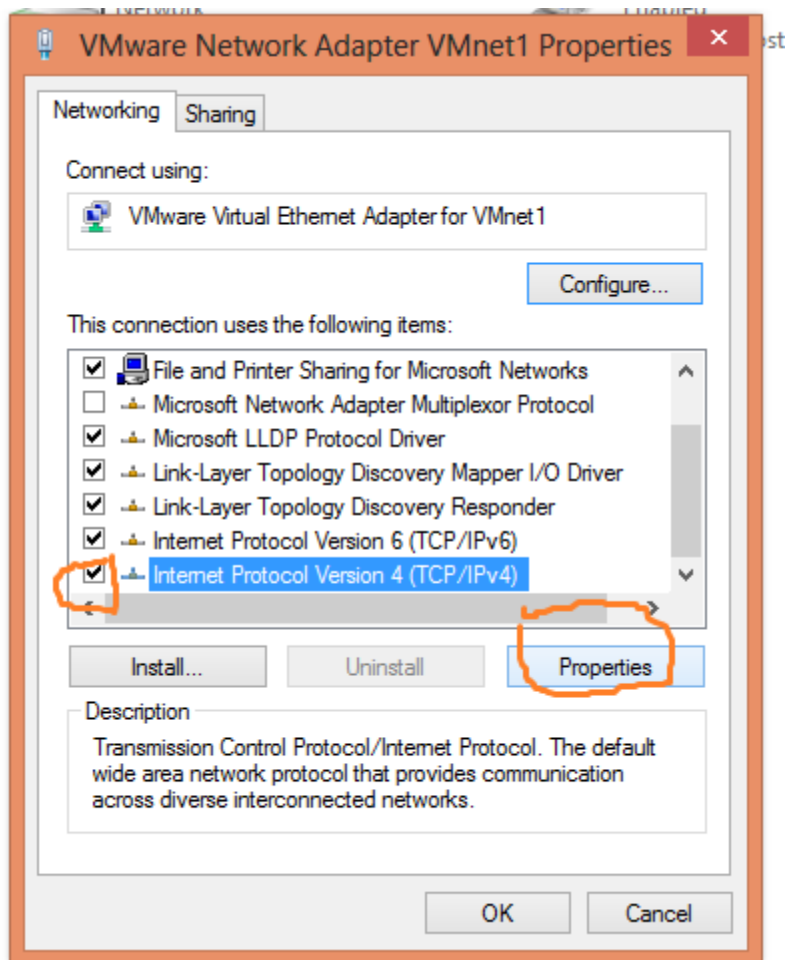 Network
Enabled
VMware Network Adapter VMnet1 Properties
Networking
Sharing
Connect using:
VMware Virtual Ethernet Adapter for VMnet1
Configure...
This connection uses the following items:
File and Printer Sharing for Microsoft Networks
Microsoft Network Adapter Multiplexor Protocol
Microsoft LLDP Protocol Driver
Link-Layer Topology Discovery Mapper I/O Driver
Link-Layer Topology Discovery Responder
Internet Protocol Version 6 (TCP/IPv6)
Internet Protocol Version 4 (TCP/IPv4)
Install...
Uninstall
Properties
Description
Transmission Control Protocol/Internet Protocol. The default
wide area network protocol that provides communication
across diverse interconnected networks.
OK
Cancel